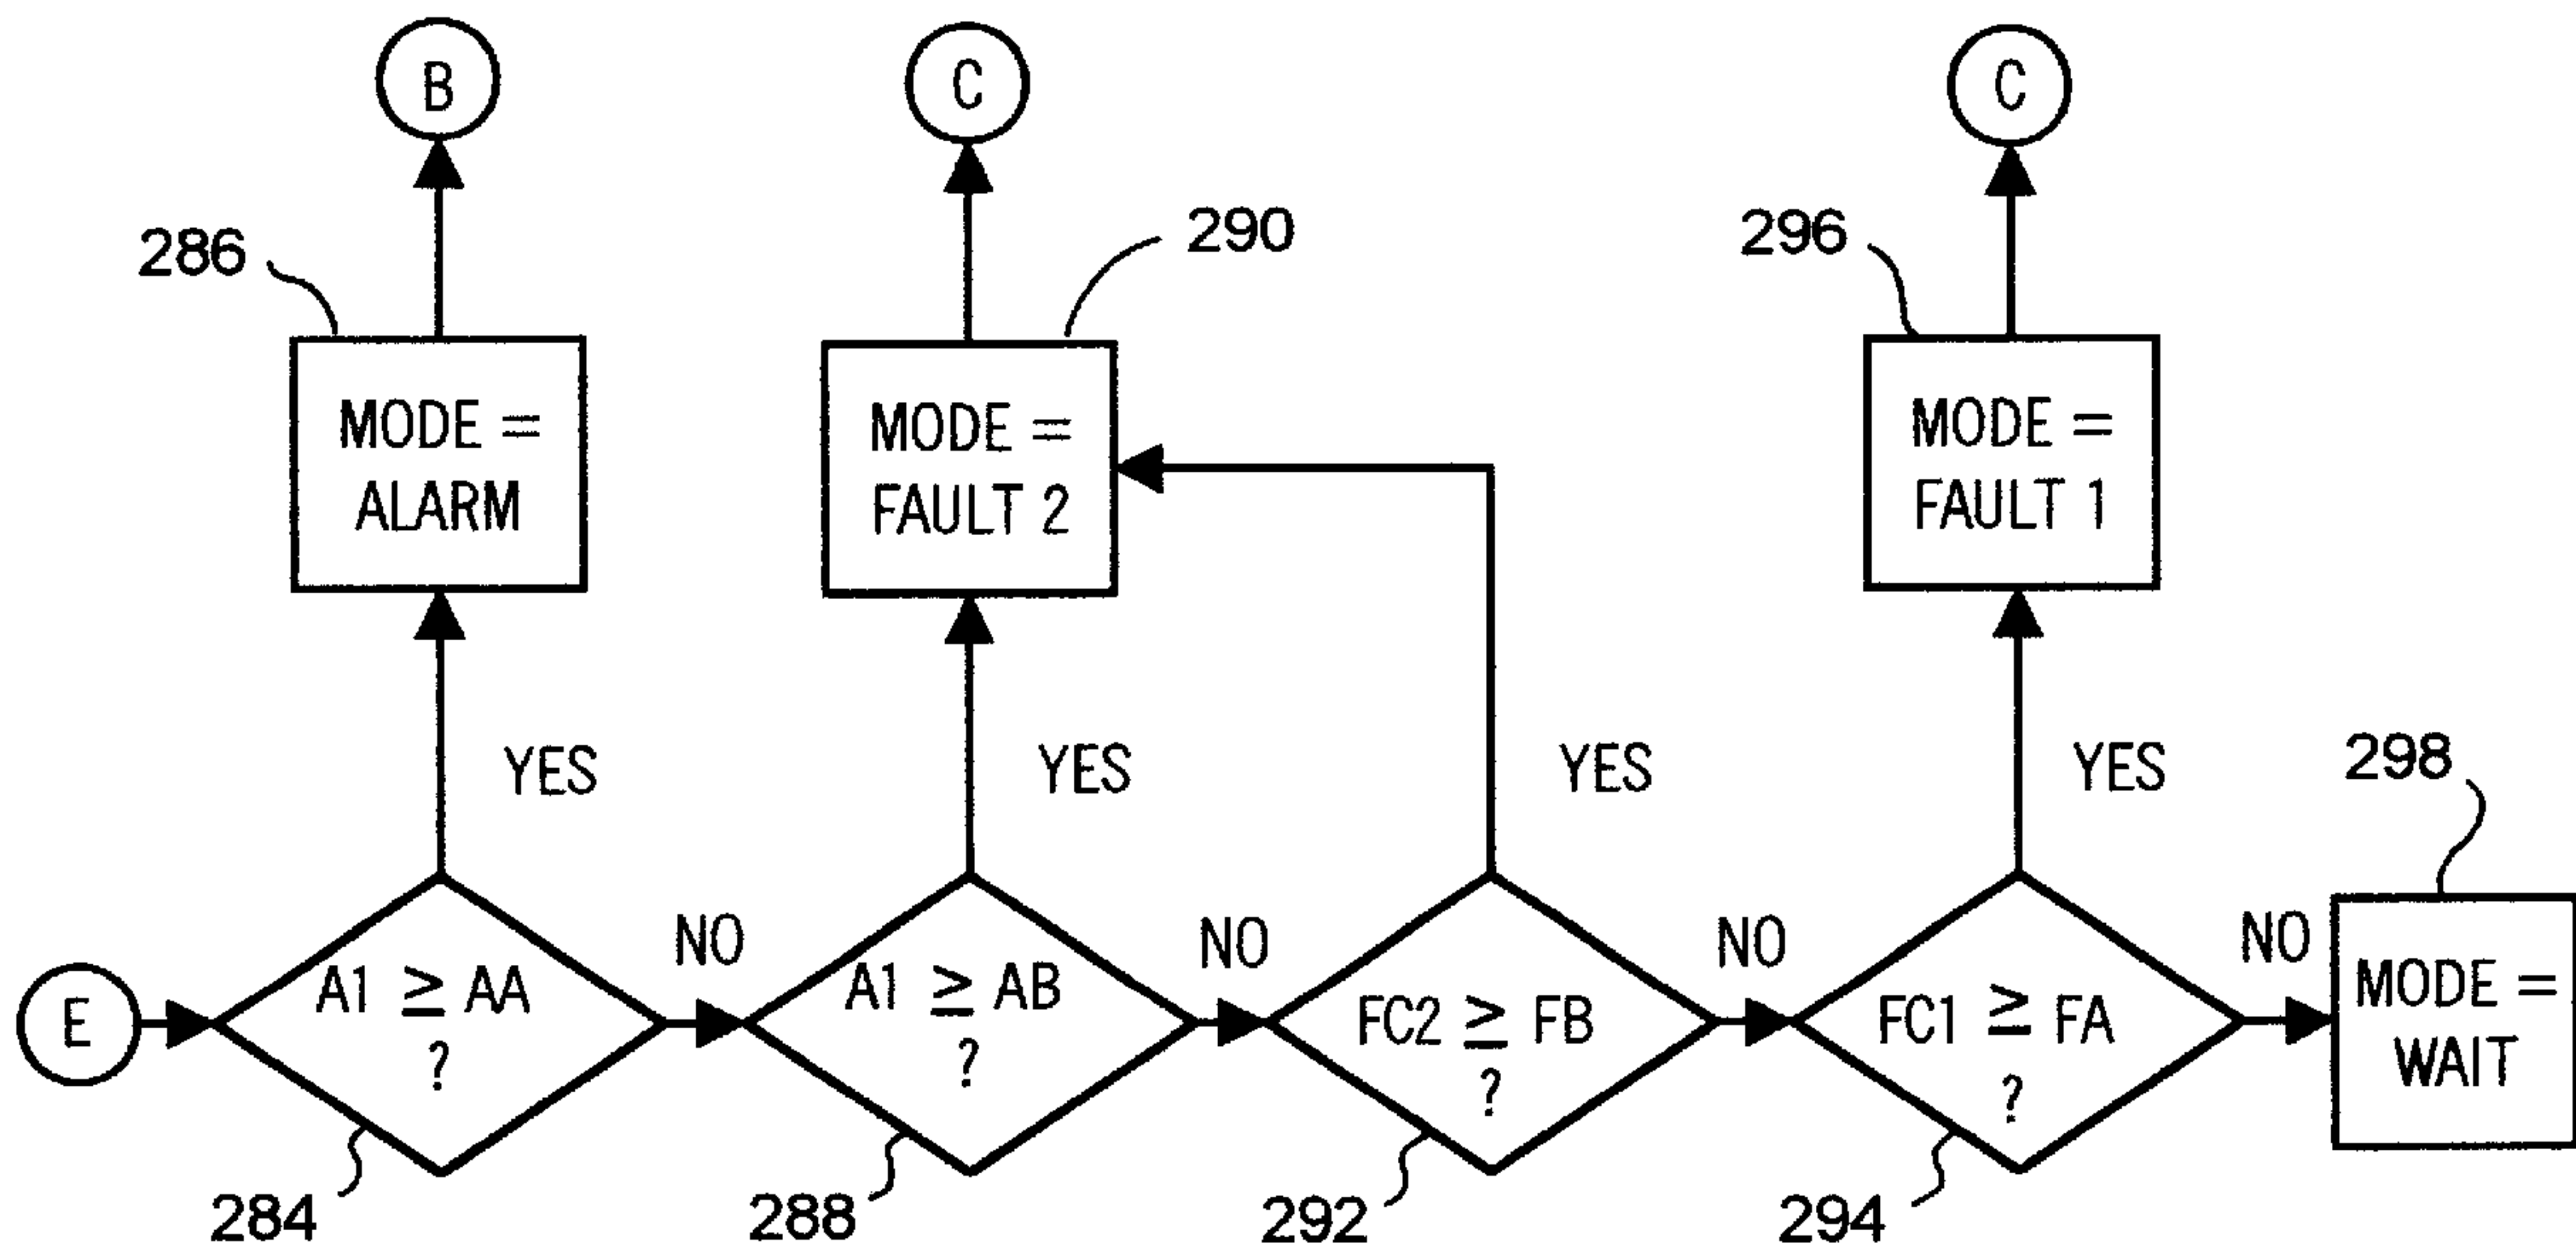 B
C
C
286
290
296
MODE =
ALARM
MODE =
FAULT 2
MODE =
FAULT 1
YES
YES
YES
YES
298
E
A1 ≥ AA
?
NO
A1 ≥ AB
?
NO
FC2 ≥ FB
?
NO
FC1 ≥ FA
?
NO
MODE =
WAIT
284
288
292
294